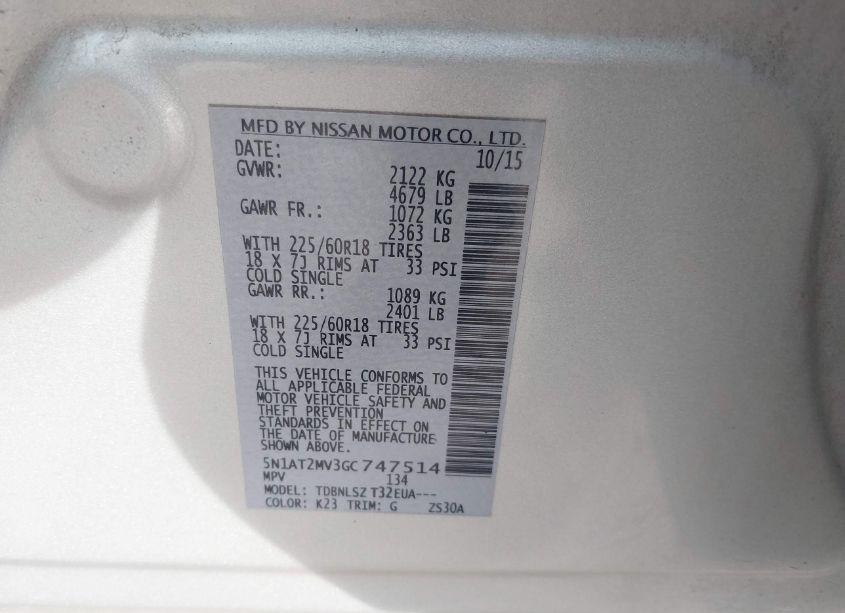 MFD BY NISSAN MOTOR CO., LTD.
DATE: 10/15
GVWR: 2122 KG
4679 LB
GAWR FR.: 1072 KG
2363 LB
WITH 225/60R18 TIRES
18 X 7J RIMS AT 33 PSI
COLD SINGLE
GAWR RR.: 1089 KG
2401 LB
WITH 225/60R18 TIRES
18 X 7J RIMS AT 33 PSI
COLD SINGLE
THIS VEHICLE CONFORMS TO
ALL APPLICABLE FEDERAL
MOTOR VEHICLE SAFETY AND
THEFT PREVENTION
STANDARDS IN EFFECT ON
THE DATE OF MANUFACTURE
SHOWN ABOVE.
5N1AT2MV3GC747514
MPV 134
MODEL: TDBNLSZ T32EUA---
COLOR: K23 TRIM: G ZS30A